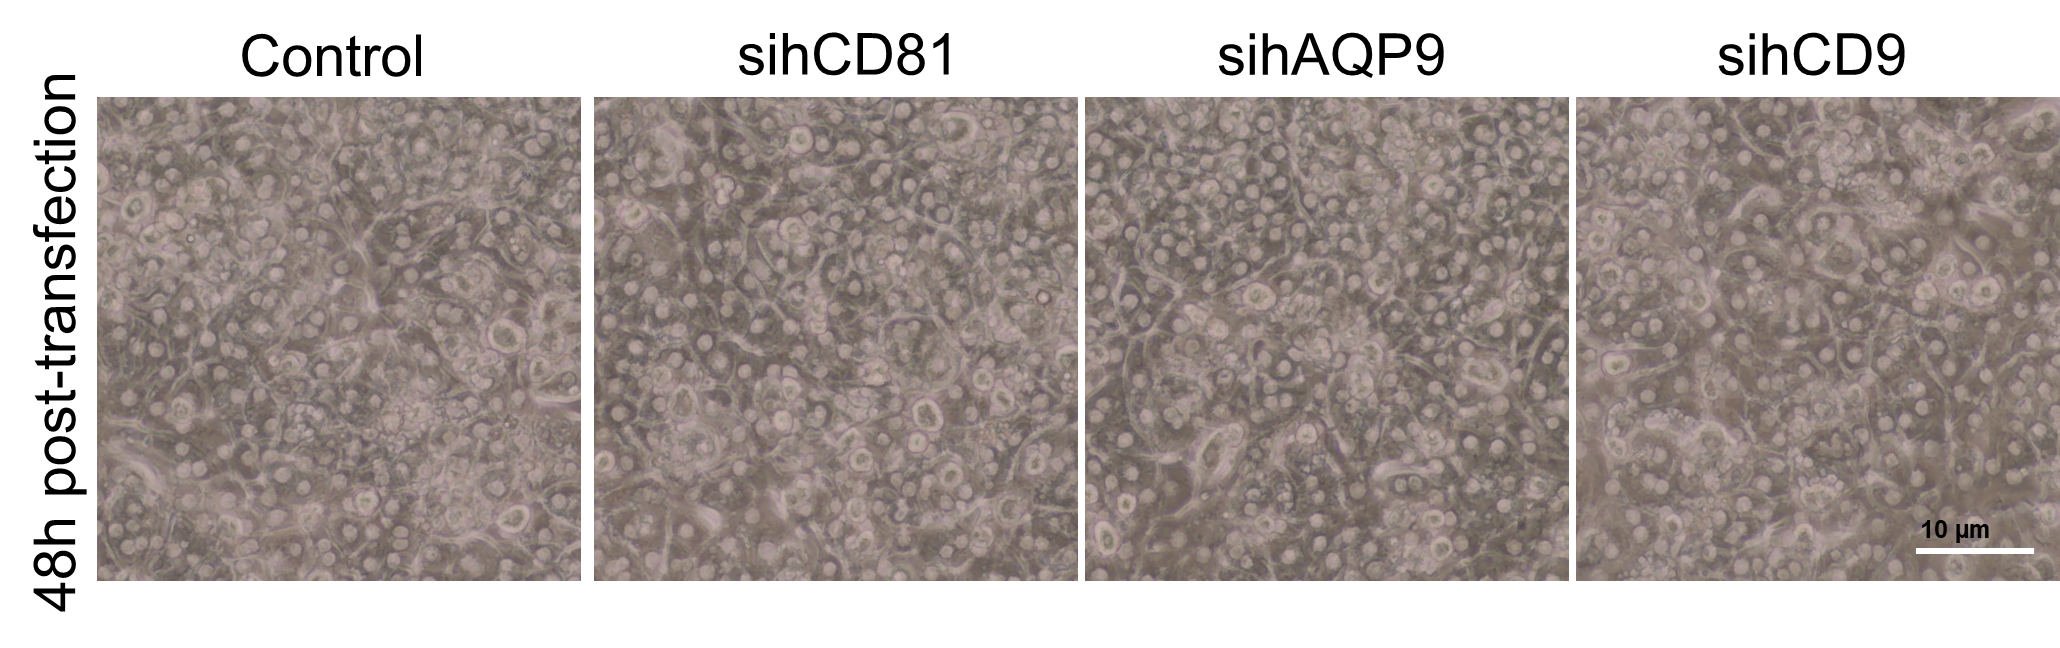 Control
sihCD81
sihAQP9
sihCD9
48h post-transfection
10 µm